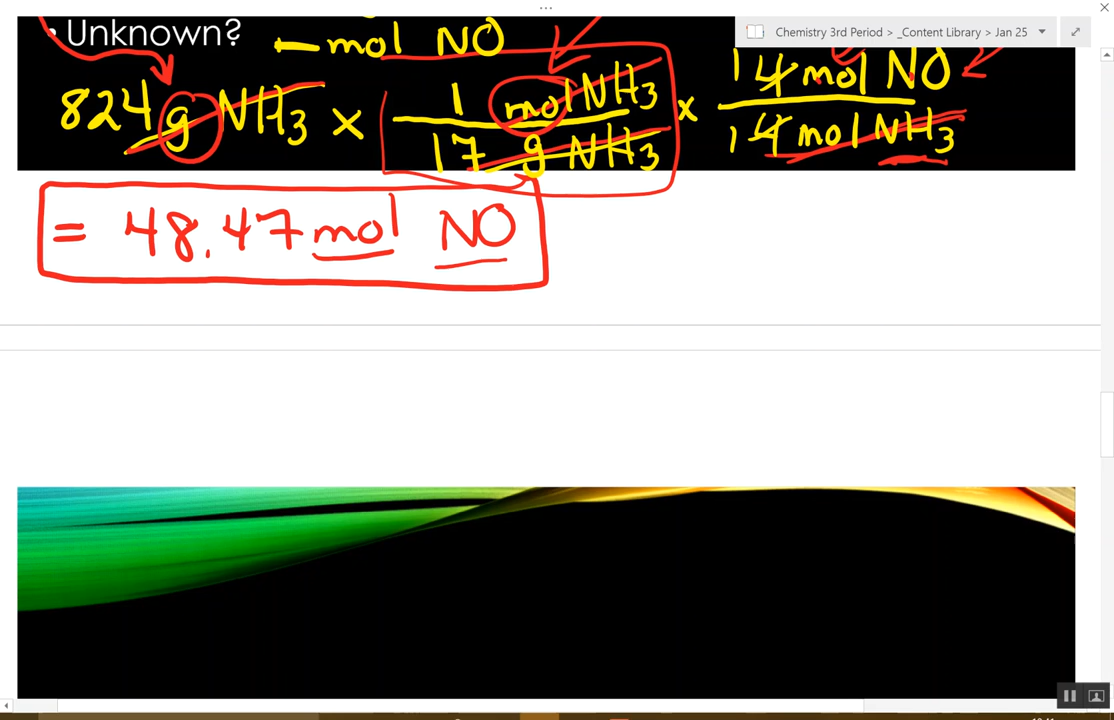 Chemistry 3rd Period > _Content Library > Jan 25
• Unknown?
— mol NO
824 g NH3 × 1 mol NH3 / 17 g NH3 × 14 mol NO / 14 mol NH3
= 48.47 mol NO